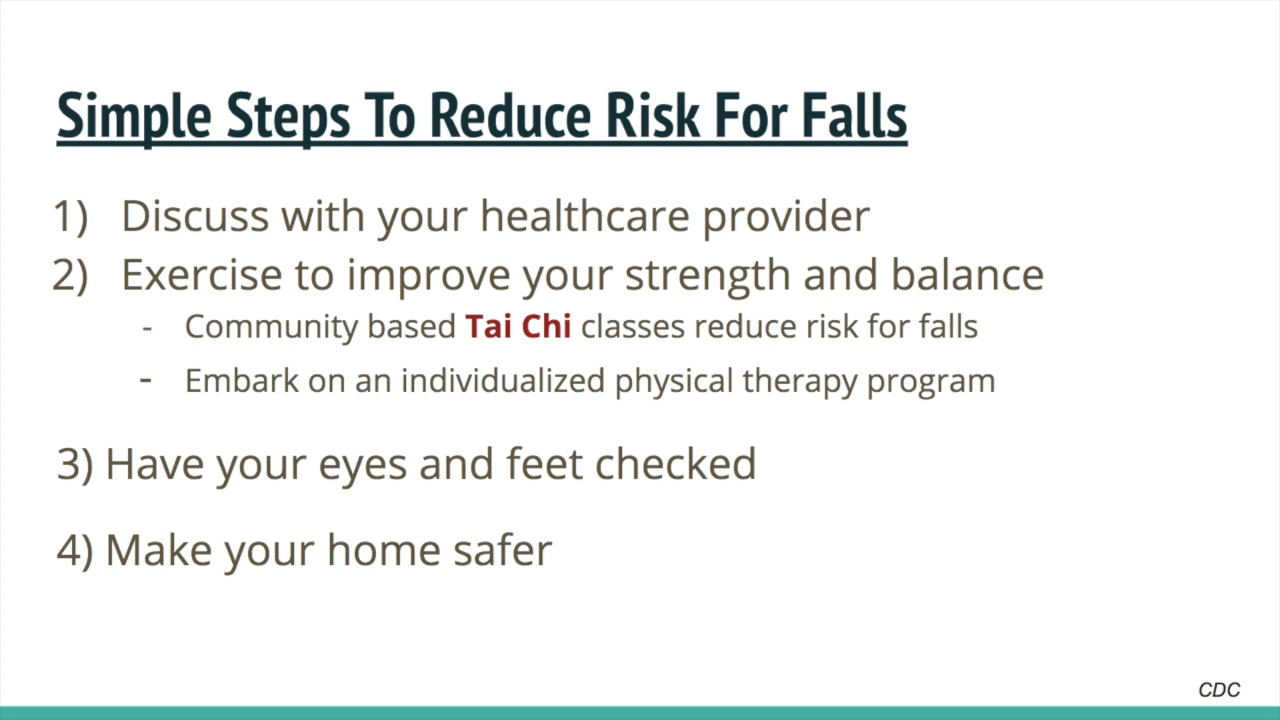 Simple Steps To Reduce Risk For Falls
1) Discuss with your healthcare provider
2) Exercise to improve your strength and balance
- Community based Tai Chi classes reduce risk for falls
- Embark on an individualized physical therapy program
3) Have your eyes and feet checked
4) Make your home safer
CDC